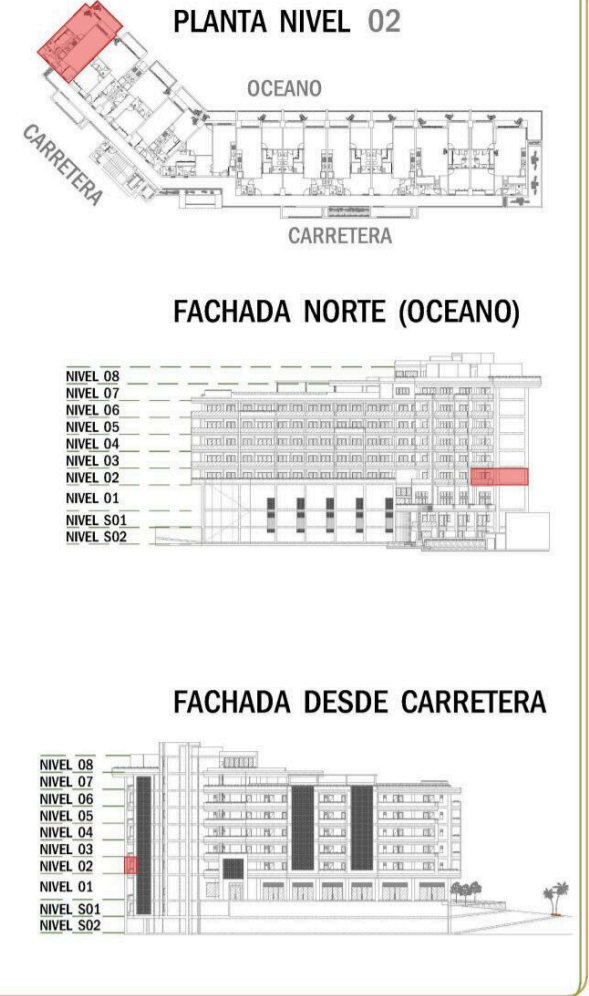 PLANTA NIVEL 02
OCEANO
CARRETERA
CARRETERA
FACHADA NORTE (OCEANO)
NIVEL 08
NIVEL 07
NIVEL 06
NIVEL 05
NIVEL 04
NIVEL 03
NIVEL 02
NIVEL 01
NIVEL S01
NIVEL S02
FACHADA DESDE CARRETERA
NIVEL 08
NIVEL 07
NIVEL 06
NIVEL 05
NIVEL 04
NIVEL 03
NIVEL 02
NIVEL 01
NIVEL S01
NIVEL S02